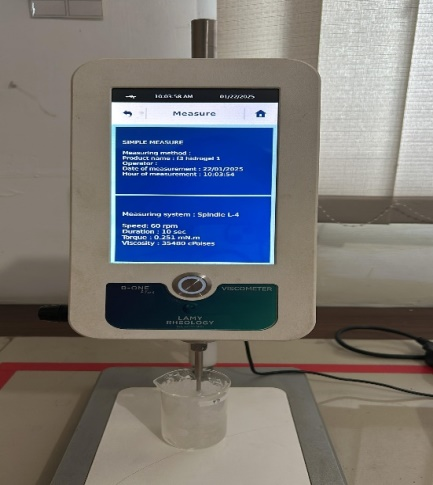 10:03:58 AM 01/22/2025
Measure
SIMPLE MEASURE
Measuring method :
Product name : f3 hidrogel 1
Operator :
Date of measurement : 22/01/2025
Hour of measurement : 10:03:54
Measuring system : Spindle L-4
Speed: 60 rpm
Duration : 10 sec
Torque : 0.251 mN.m
Viscosity : 35480 cPoises
B-ONE Plus VISCOMETER
LAMY
RHEOLOGY